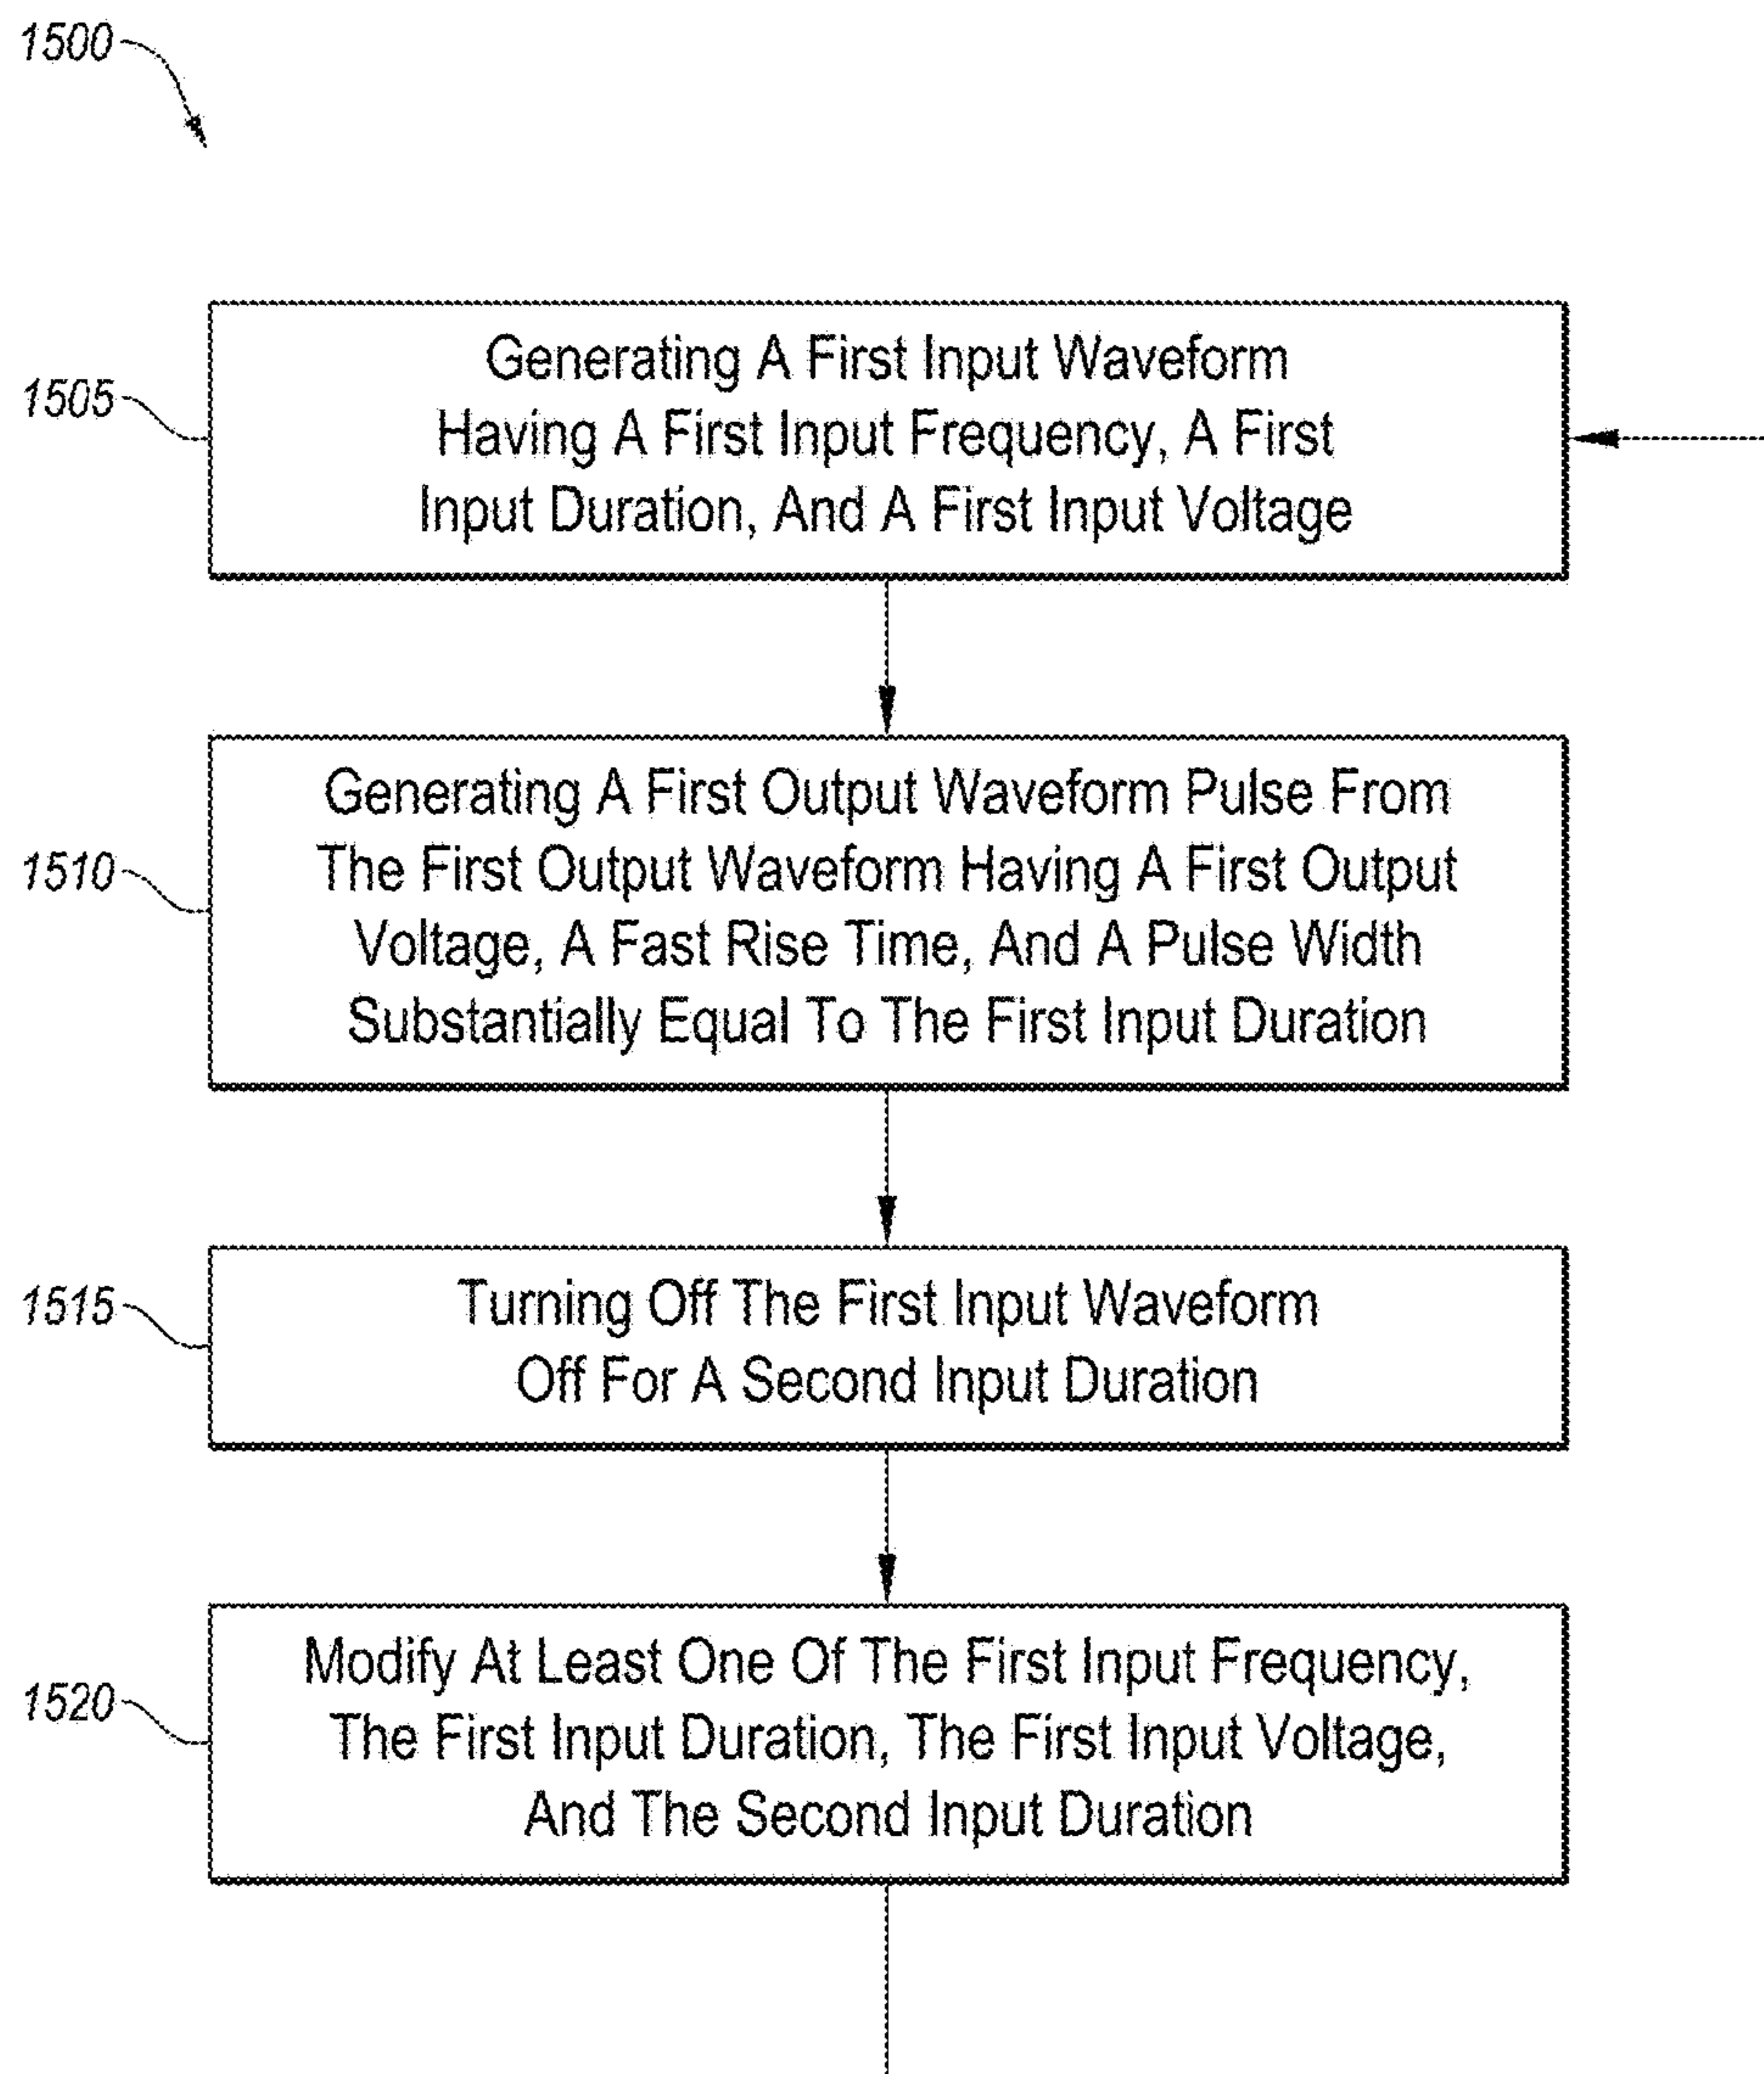 1500
1505
Generating A First Input Waveform
Having A First Input Frequency, A First
Input Duration, And A First Input Voltage
1510
Generating A First Output Waveform Pulse From
The First Output Waveform Having A First Output
Voltage, A Fast Rise Time, And A Pulse Width
Substantially Equal To The First Input Duration
1515
Turning Off The First Input Waveform
Off For A Second Input Duration
1520
Modify At Least One Of The First Input Frequency,
The First Input Duration, The First Input Voltage,
And The Second Input Duration